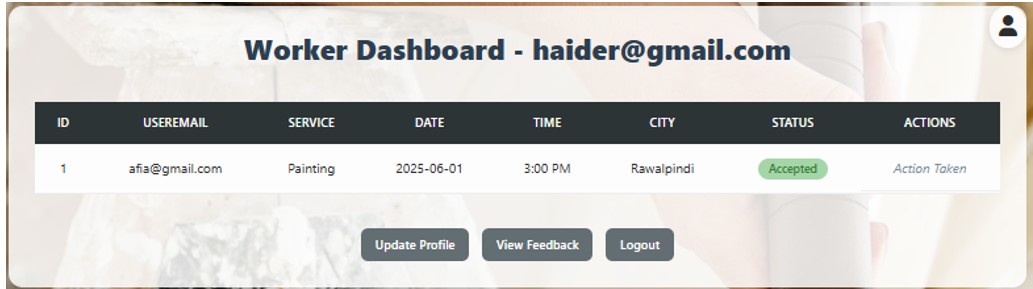 Worker Dashboard - haider@gmail.com
ID USEREMAIL SERVICE DATE TIME CITY STATUS ACTIONS
1 afia@gmail.com Painting 2025-06-01 3:00 PM Rawalpindi Accepted Action Taken
Update Profile View Feedback Logout